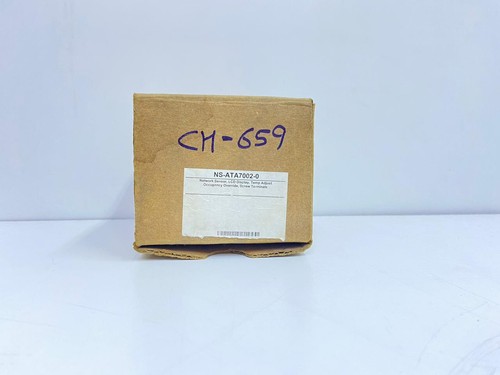 CH-659
NS-ATA7002-0
Network Sensor, LCD Display, Temp Adjust
Occupancy Override, Screw Terminals